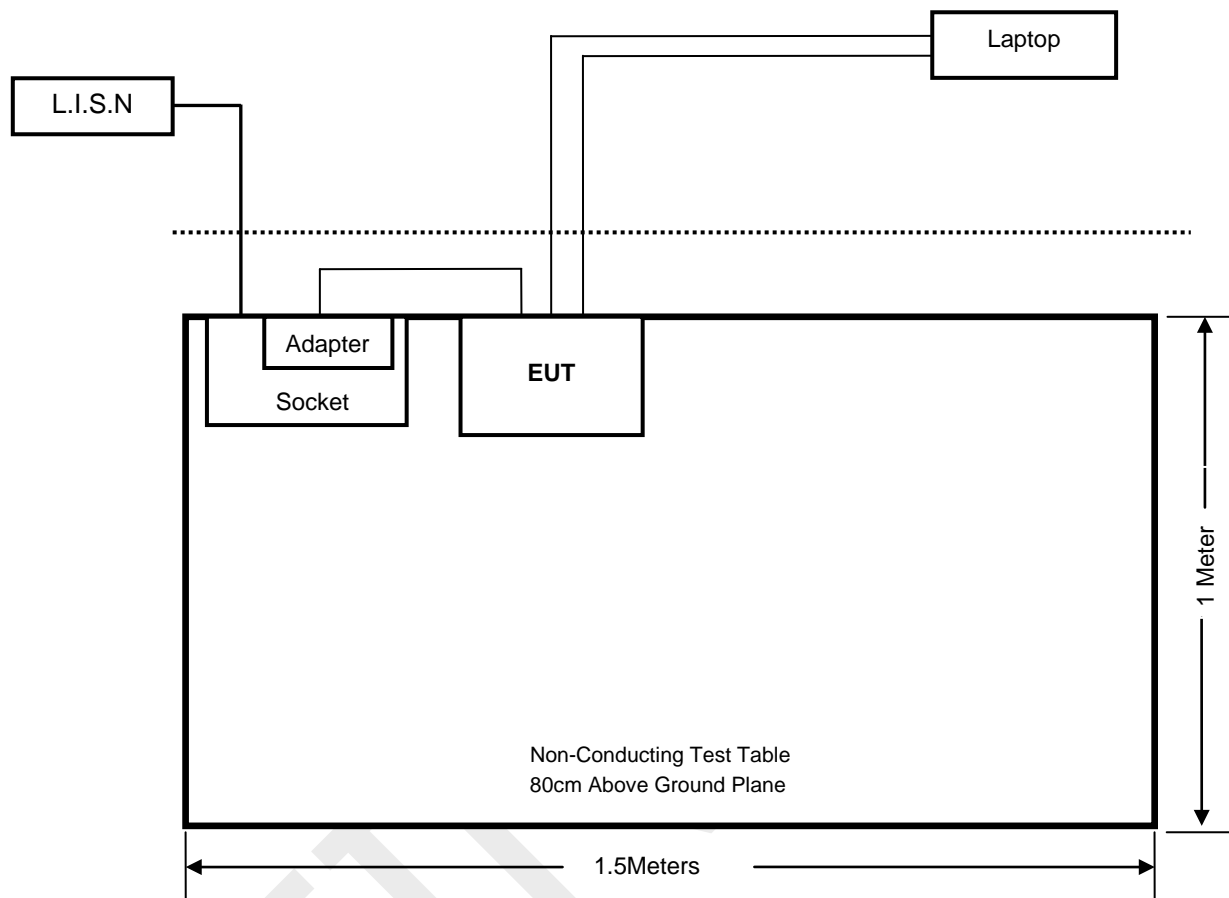 Laptop
L.I.S.N
Adapter
EUT
Socket
1 Meter
Non-Conducting Test Table
80cm Above Ground Plane
1.5Meters